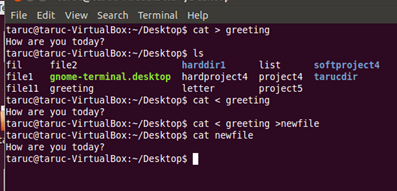 File Edit View Search Terminal Help
taruc@taruc-VirtualBox:~/Desktop$ cat > greeting
How are you today?
taruc@taruc-VirtualBox:~/Desktop$ ls
fil file2 harddir1 list softproject4
file1 gnome-terminal.desktop hardproject4 project4 tarucdir
file11 greeting letter project5
taruc@taruc-VirtualBox:~/Desktop$ cat < greeting
How are you today?
taruc@taruc-VirtualBox:~/Desktop$ cat < greeting >newfile
taruc@taruc-VirtualBox:~/Desktop$ cat newfile
How are you today?
taruc@taruc-VirtualBox:~/Desktop$